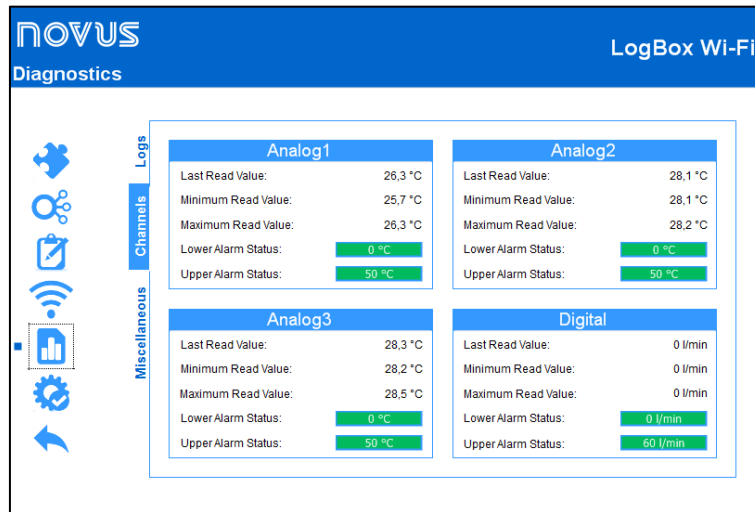 novus
LogBox Wi-Fi
Diagnostics
Logs
Channels
Miscellaneous
Analog1
Last Read Value: 26,3 °C
Minimum Read Value: 25,7 °C
Maximum Read Value: 26,3 °C
Lower Alarm Status: 0 °C
Upper Alarm Status: 50 °C
Analog2
Last Read Value: 28,1 °C
Minimum Read Value: 28,1 °C
Maximum Read Value: 28,2 °C
Lower Alarm Status: 0 °C
Upper Alarm Status: 50 °C
Analog3
Last Read Value: 28,3 °C
Minimum Read Value: 28,2 °C
Maximum Read Value: 28,5 °C
Lower Alarm Status: 0 °C
Upper Alarm Status: 50 °C
Digital
Last Read Value: 0 l/min
Minimum Read Value: 0 l/min
Maximum Read Value: 0 l/min
Lower Alarm Status: 0 l/min
Upper Alarm Status: 60 l/min